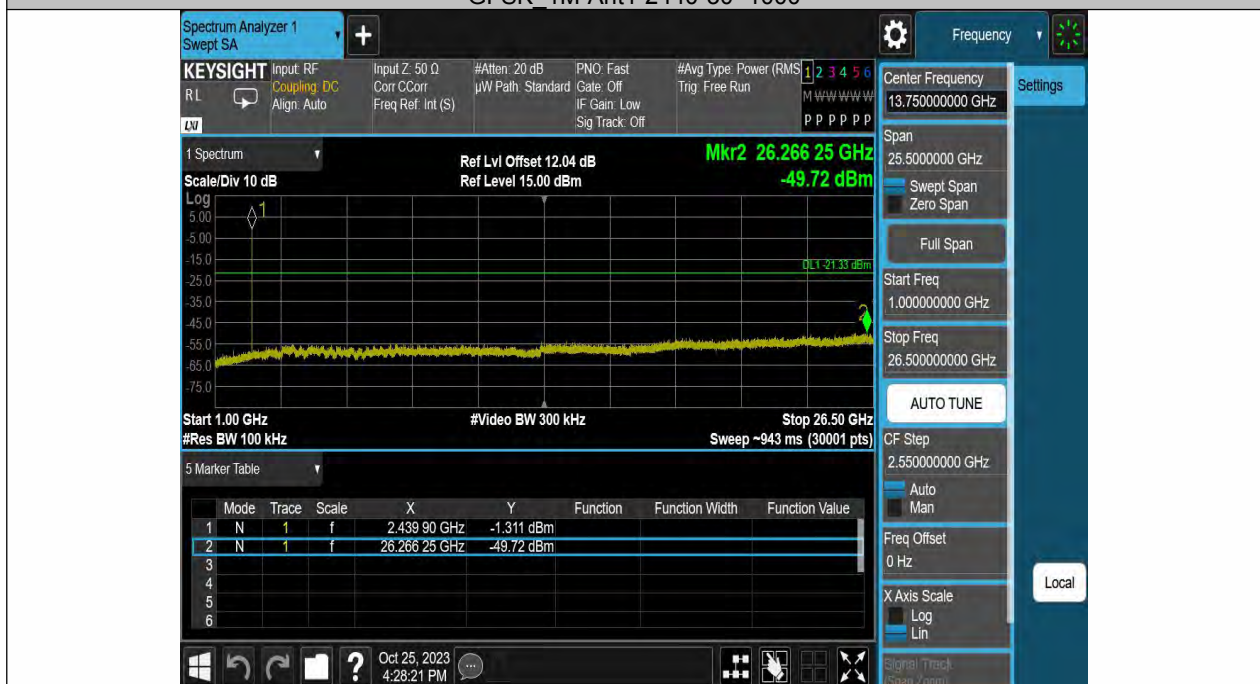 Spectrum Analyzer 1
Swept SA
Frequency
KEYSIGHT
RL
LXI
Input: RF
Coupling: DC
Align: Auto
Input Z: 50 Ω
Corr CCorr
Freq Ref: Int (S)
#Atten: 20 dB
µW Path: Standard
PNO: Fast
Gate: Off
IF Gain: Low
Sig Track: Off
#Avg Type: Power (RMS
Trig: Free Run
1 2 3 4 5 6
M W W W W W
P P P P P P
Center Frequency
13.750000000 GHz
Settings
Span
25.5000000 GHz
Swept Span
Zero Span
Full Span
Start Freq
1.000000000 GHz
Stop Freq
26.500000000 GHz
AUTO TUNE
CF Step
2.550000000 GHz
Auto
Man
Freq Offset
0 Hz
X Axis Scale
Log
Lin
Local
1 Spectrum
Ref Lvl Offset 12.04 dB
Mkr2 26.266 25 GHz
Scale/Div 10 dB
Ref Level 15.00 dBm
-49.72 dBm
Log
1
5.00
-5.00
-15.0
DL1 -21.33 dBm
-25.0
-35.0
2
-45.0
-55.0
-65.0
-75.0
Start 1.00 GHz
#Video BW 300 kHz
Stop 26.50 GHz
#Res BW 100 kHz
Sweep ~943 ms (30001 pts)
5 Marker Table
Mode Trace Scale X Y Function Function Width Function Value
1 N 1 f 2.439 90 GHz -1.311 dBm
2 N 1 f 26.266 25 GHz -49.72 dBm
3
4
5
6
Oct 25, 2023
4:28:21 PM